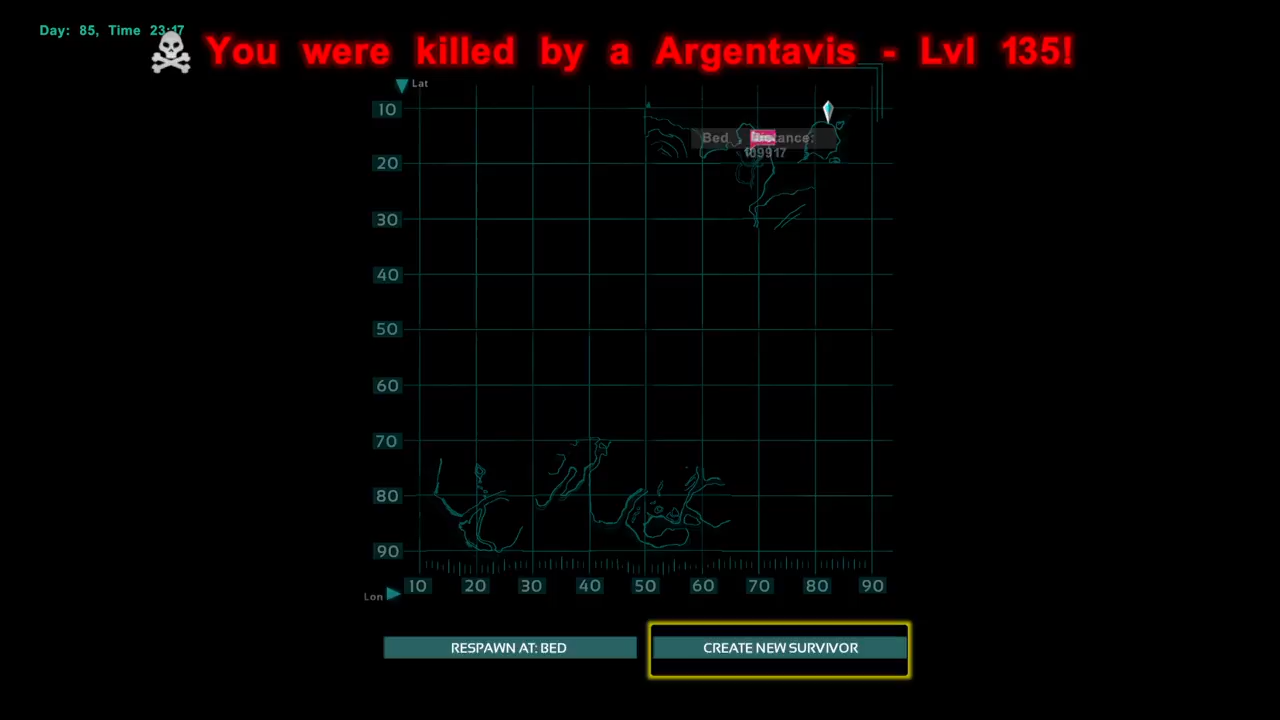 Day: 85, Time 23:17
You were killed by a Argentavis - Lvl 135!
Lat
10
20
30
40
50
60
70
80
90
Bed, Distance:
109917
Lon
10 20 30 40 50 60 70 80 90
RESPAWN AT: BED
CREATE NEW SURVIVOR